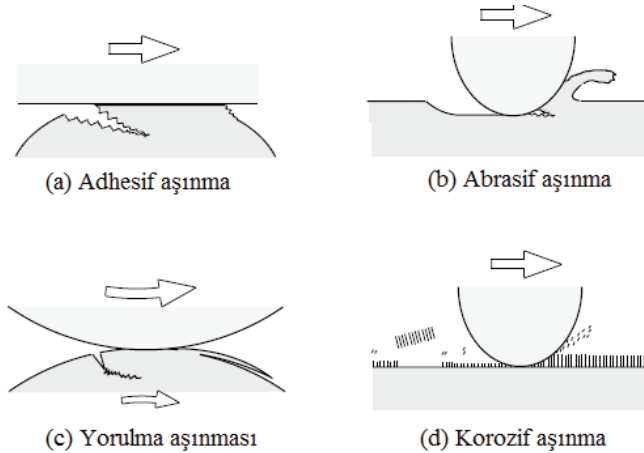 (a) Adhesif aşınma
(b) Abrasif aşınma
(c) Yorulma aşınması
(d) Korozif aşınma